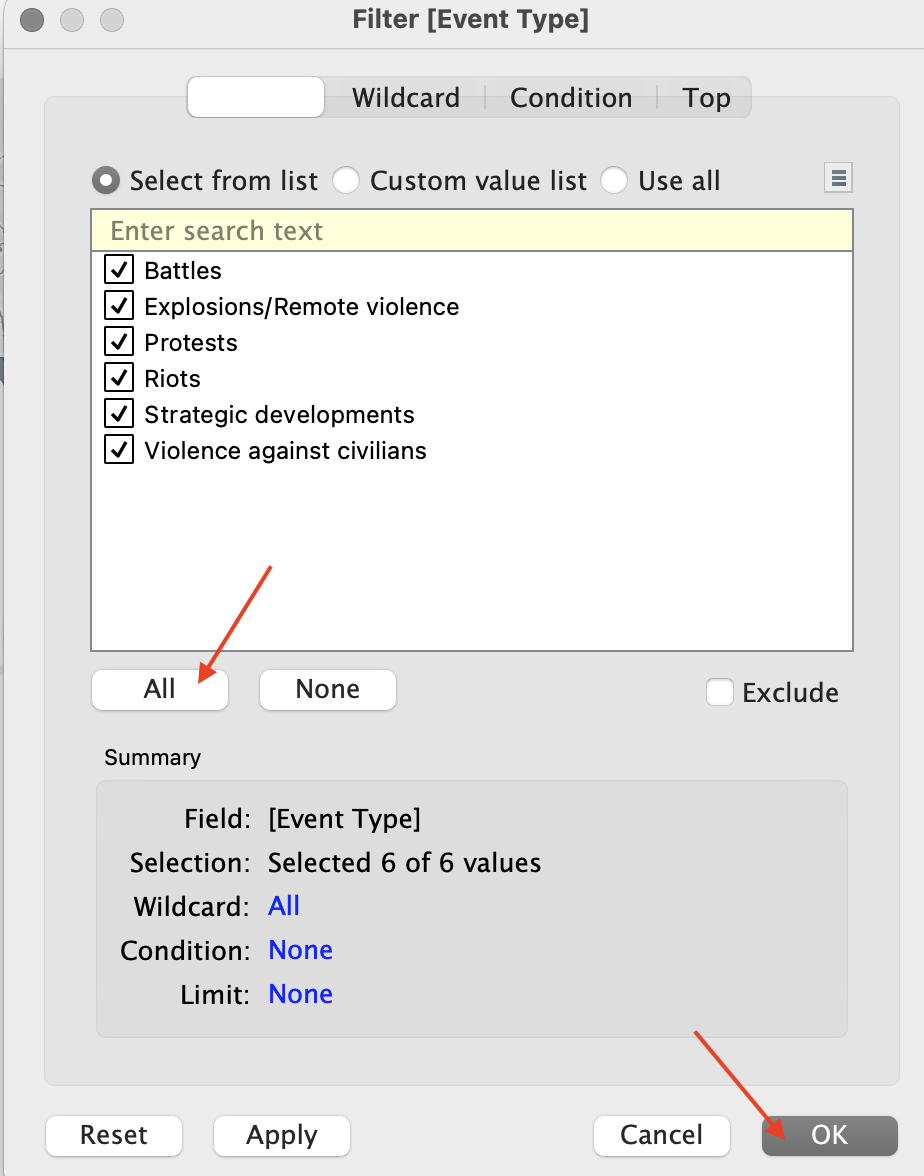 Filter [Event Type]
Wildcard Condition Top
Select from list Custom value list Use all
Enter search text
Battles
Explosions/Remote violence
Protests
Riots
Strategic developments
Violence against civilians
All None Exclude
Summary
Field: [Event Type]
Selection: Selected 6 of 6 values
Wildcard: All
Condition: None
Limit: None
Reset Apply Cancel OK